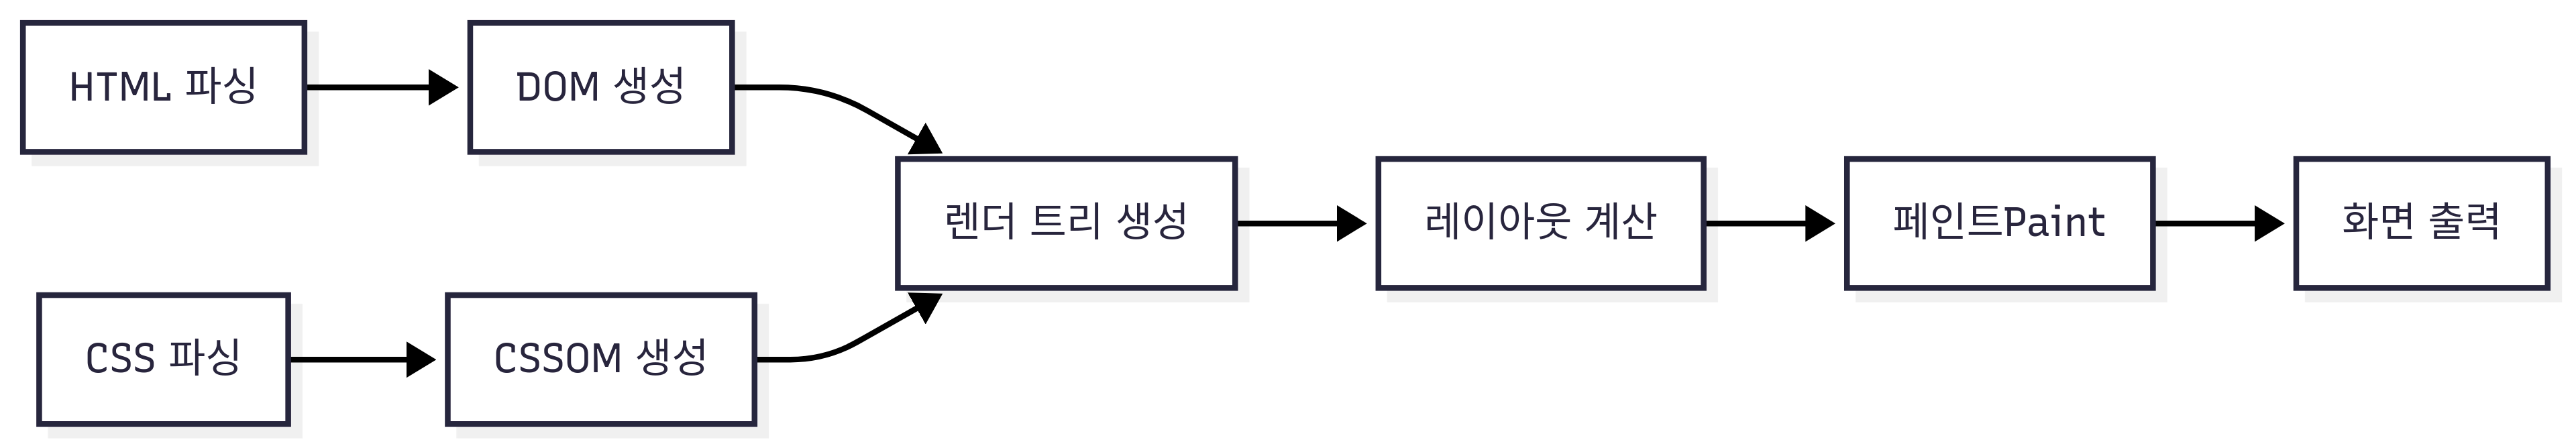 HTML 파싱
DOM 생성
CSS 파싱
CSSOM 생성
렌더 트리 생성
레이아웃 계산
페인트Paint
화면 출력